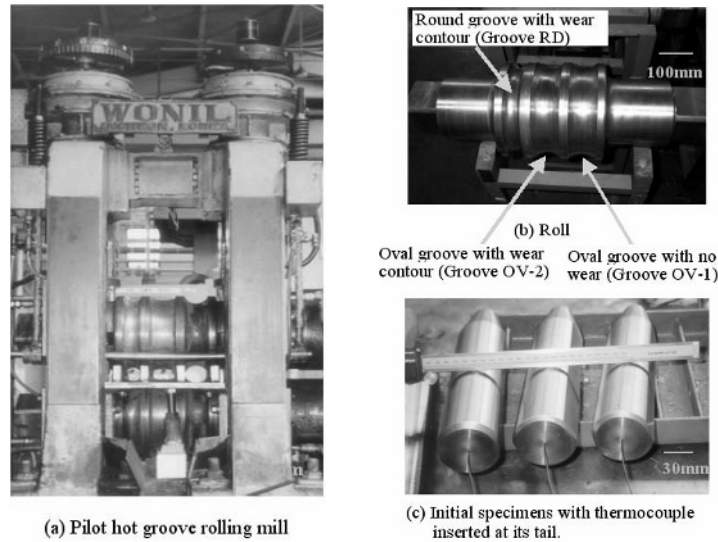 WONIL
(a) Pilot hot groove rolling mill
Round groove with wear
contour (Groove RD)
100mm
(b) Roll
Oval groove with wear
contour (Groove OV-2)
Oval groove with no
wear (Groove OV-1)
30mm
(c) Initial specimens with thermocouple
inserted at its tail.